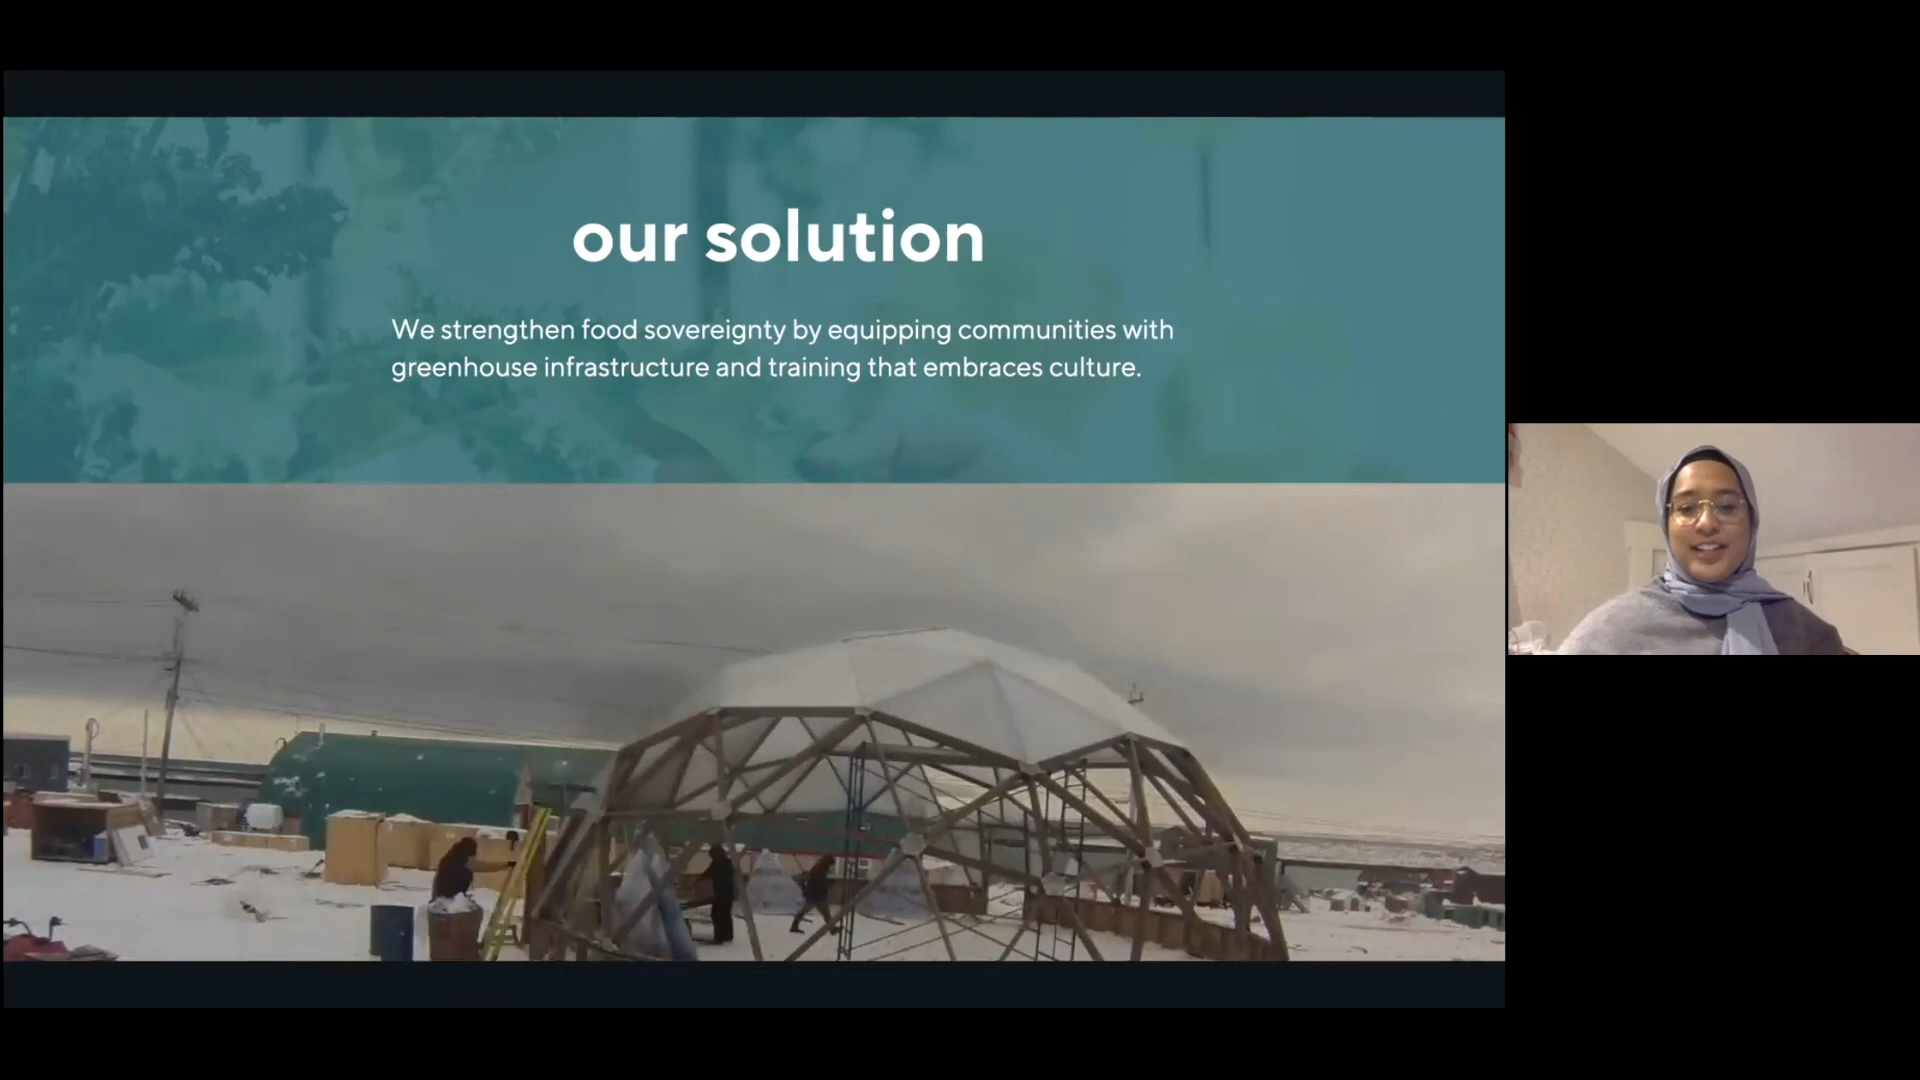 our solution
We strengthen food sovereignty by equipping communities with
greenhouse infrastructure and training that embraces culture.